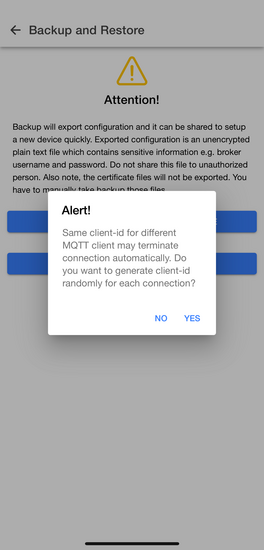 Backup and Restore
Attention!
Backup will export configuration and it can be shared to setup
a new device quickly. Exported configuration is an unencrypted
plain text file which contains sensitive information e.g. broker
username and password. Do not share this file to unauthorized
person. Also note, the certificate files will not be exported. You
have to manually take backup those files.
Alert!
Same client-id for different
MQTT client may terminate
connection automatically. Do
you want to generate client-id
randomly for each connection?
NO YES